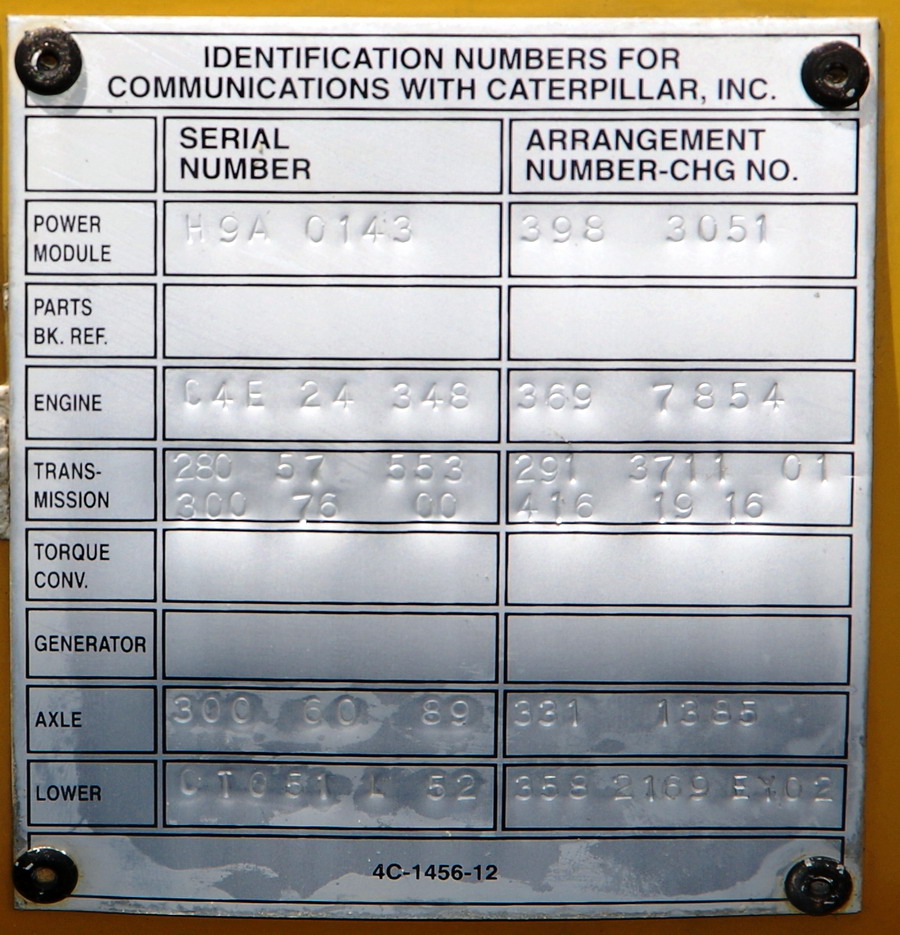 IDENTIFICATION NUMBERS FOR
COMMUNICATIONS WITH CATERPILLAR, INC.
SERIAL
NUMBER
ARRANGEMENT
NUMBER-CHG NO.
POWER
MODULE
H9A 0143
398 3051
PARTS
BK. REF.
ENGINE
C4E 24 348
369 7854
TRANS-
MISSION
280 57 553
300 76 00
291 3711 01
416 19 16
TORQUE
CONV.
GENERATOR
AXLE
300 60 89
331 1385
LOWER
52
358 2169
4C-1456-12